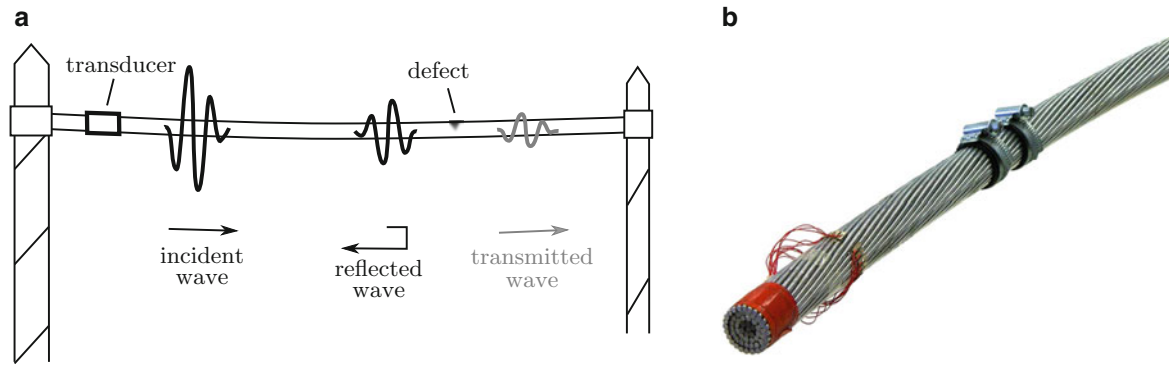 a
b
transducer
defect
incident
wave
reflected
wave
transmitted
wave